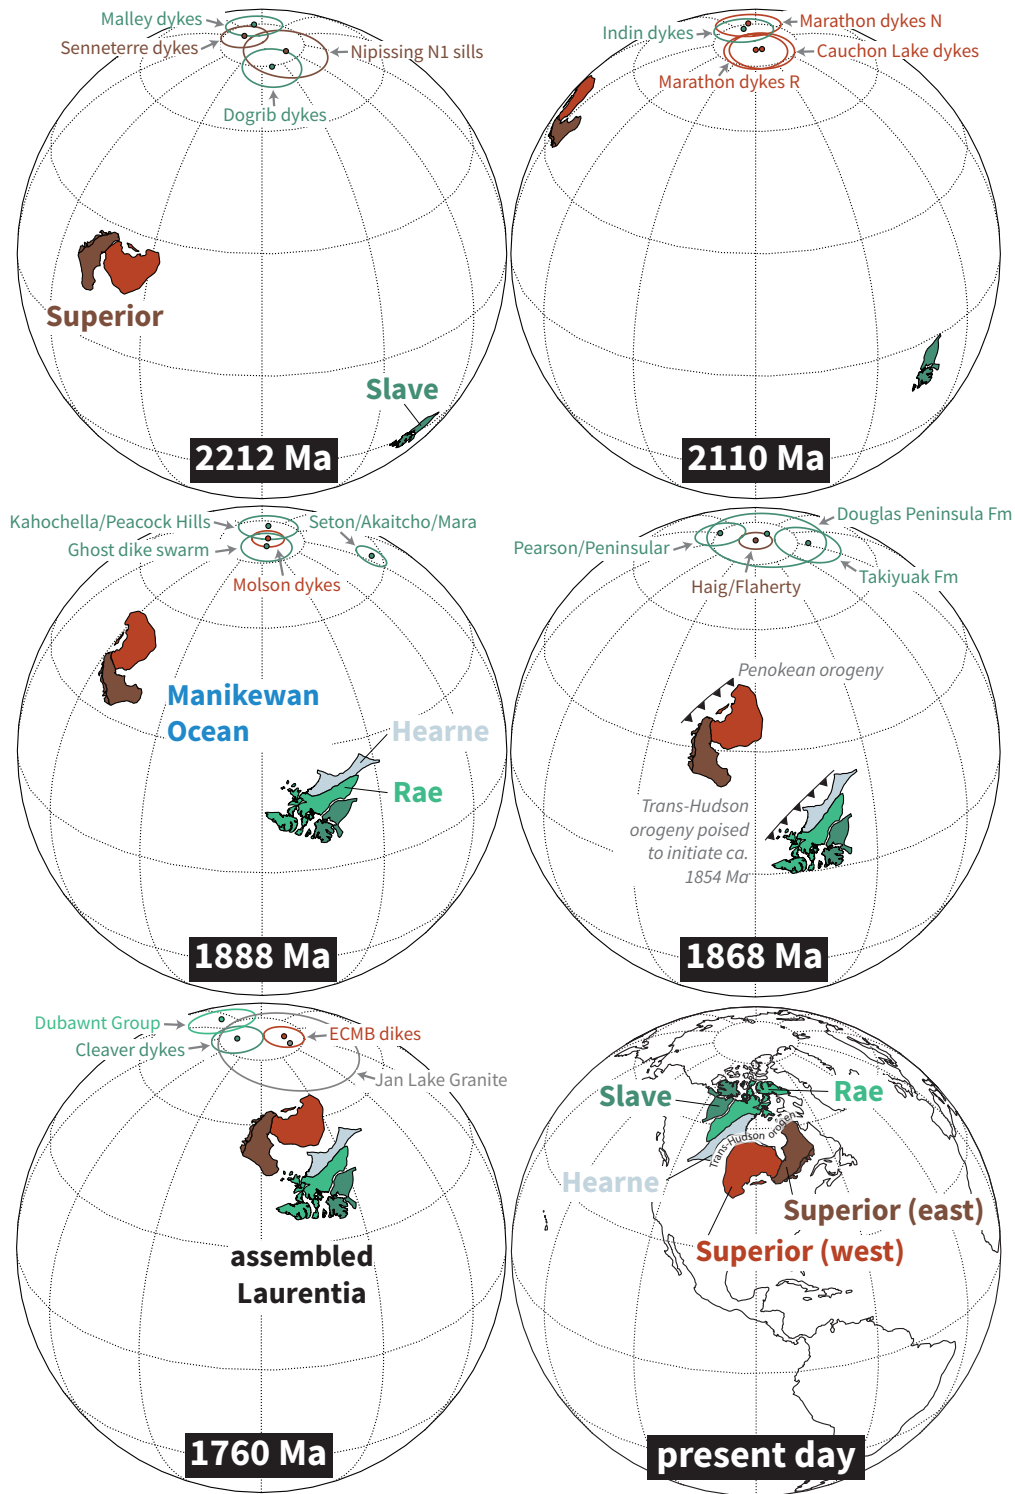 Malley dykes
Senneterre dykes
Nipissing N1 sills
Dogrib dykes
Superior
Slave
2212 Ma
Indin dykes
Marathon dykes N
Cauchon Lake dykes
Marathon dykes R
2110 Ma
Kahochella/Peacock Hills
Seton/Akaitcho/Mara
Ghost dike swarm
Molson dykes
Manikewan
Ocean
Hearne
Rae
1888 Ma
Douglas Peninsula Fm
Pearson/Peninsular
Takiyuak Fm
Haig/Flaherty
Penokean orogeny
Trans-Hudson
orogeny poised
to initiate ca.
1854 Ma
1868 Ma
Dubawnt Group
ECMB dikes
Cleaver dykes
Jan Lake Granite
assembled
Laurentia
1760 Ma
Slave
Rae
Trans-Hudson orogen
Hearne
Superior (east)
Superior (west)
present day